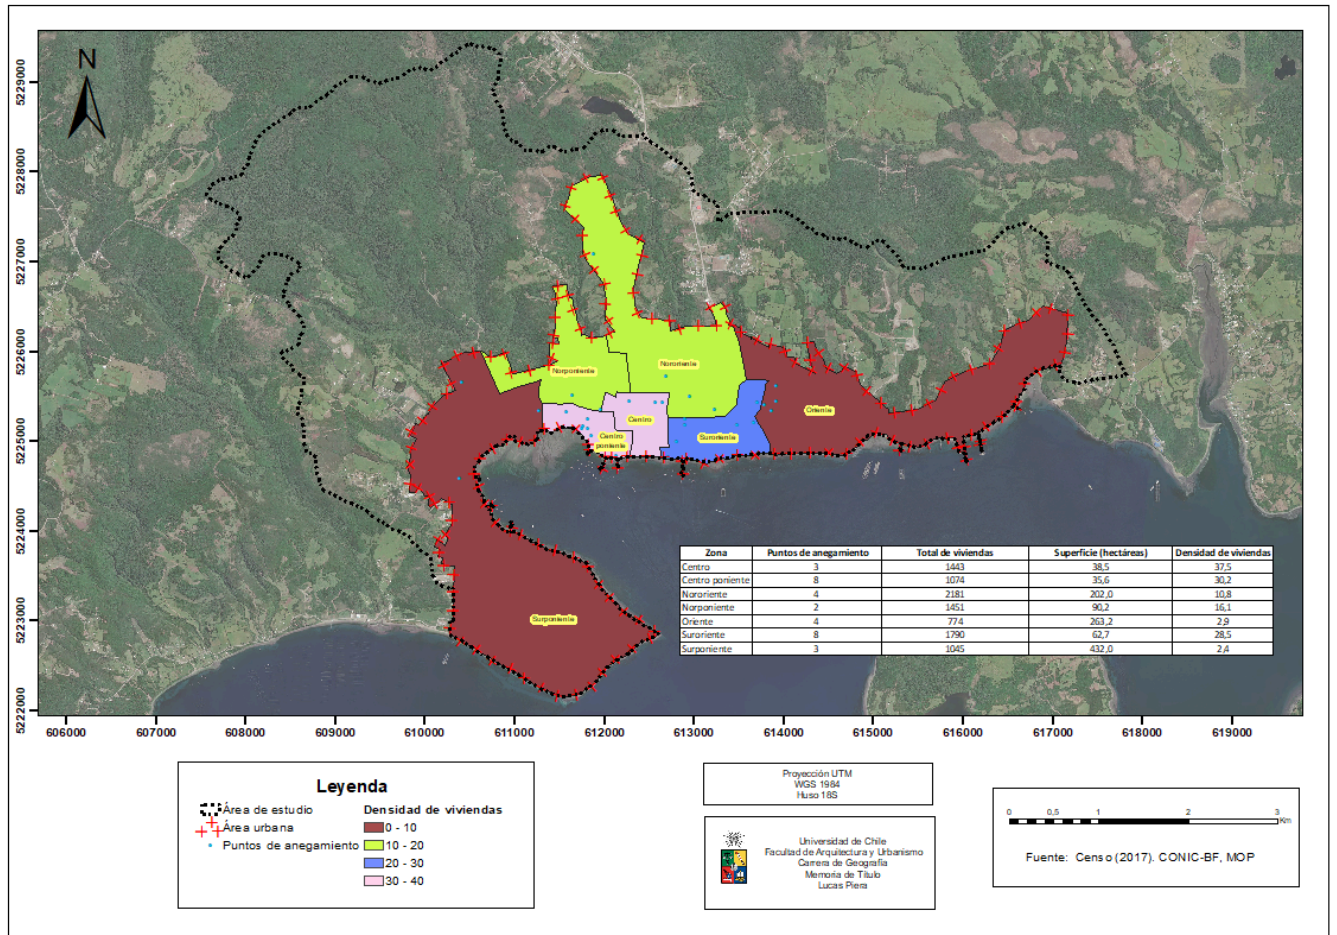 N
5229000
5228000
5227000
5226000
5225000
5224000
5223000
5222000
Norponiente
Nororiente
Centro
Centro
poniente
Suroriente
Oriente
Surponiente
Zona Puntos de anegamiento Total de viviendas Superficie (hectáreas) Densidad de viviendas
Centro 3 1443 38,5 37,5
Centro poniente 8 1074 35,6 30,2
Nororiente 4 2181 202,0 10,8
Norponiente 2 1451 90,2 16,1
Oriente 4 774 263,2 2,9
Suroriente 8 1790 62,7 28,5
Surponiente 3 1045 432,0 2,4
606000 607000 608000 609000 610000 611000 612000 613000 614000 615000 616000 617000 618000 619000
Leyenda
Área de estudio
Área urbana
Puntos de anegamiento
Densidad de viviendas
0 - 10
10 - 20
20 - 30
30 - 40
Proyección UTM
WGS 1984
Huso 18S
Universidad de Chile
Facultad de Arquitectura y Urbanismo
Carrera de Geografía
Memoria de Título
Lucas Piera
0 0,5 1 2 3
Km
Fuente: Censo (2017). CONIC-BF, MOP